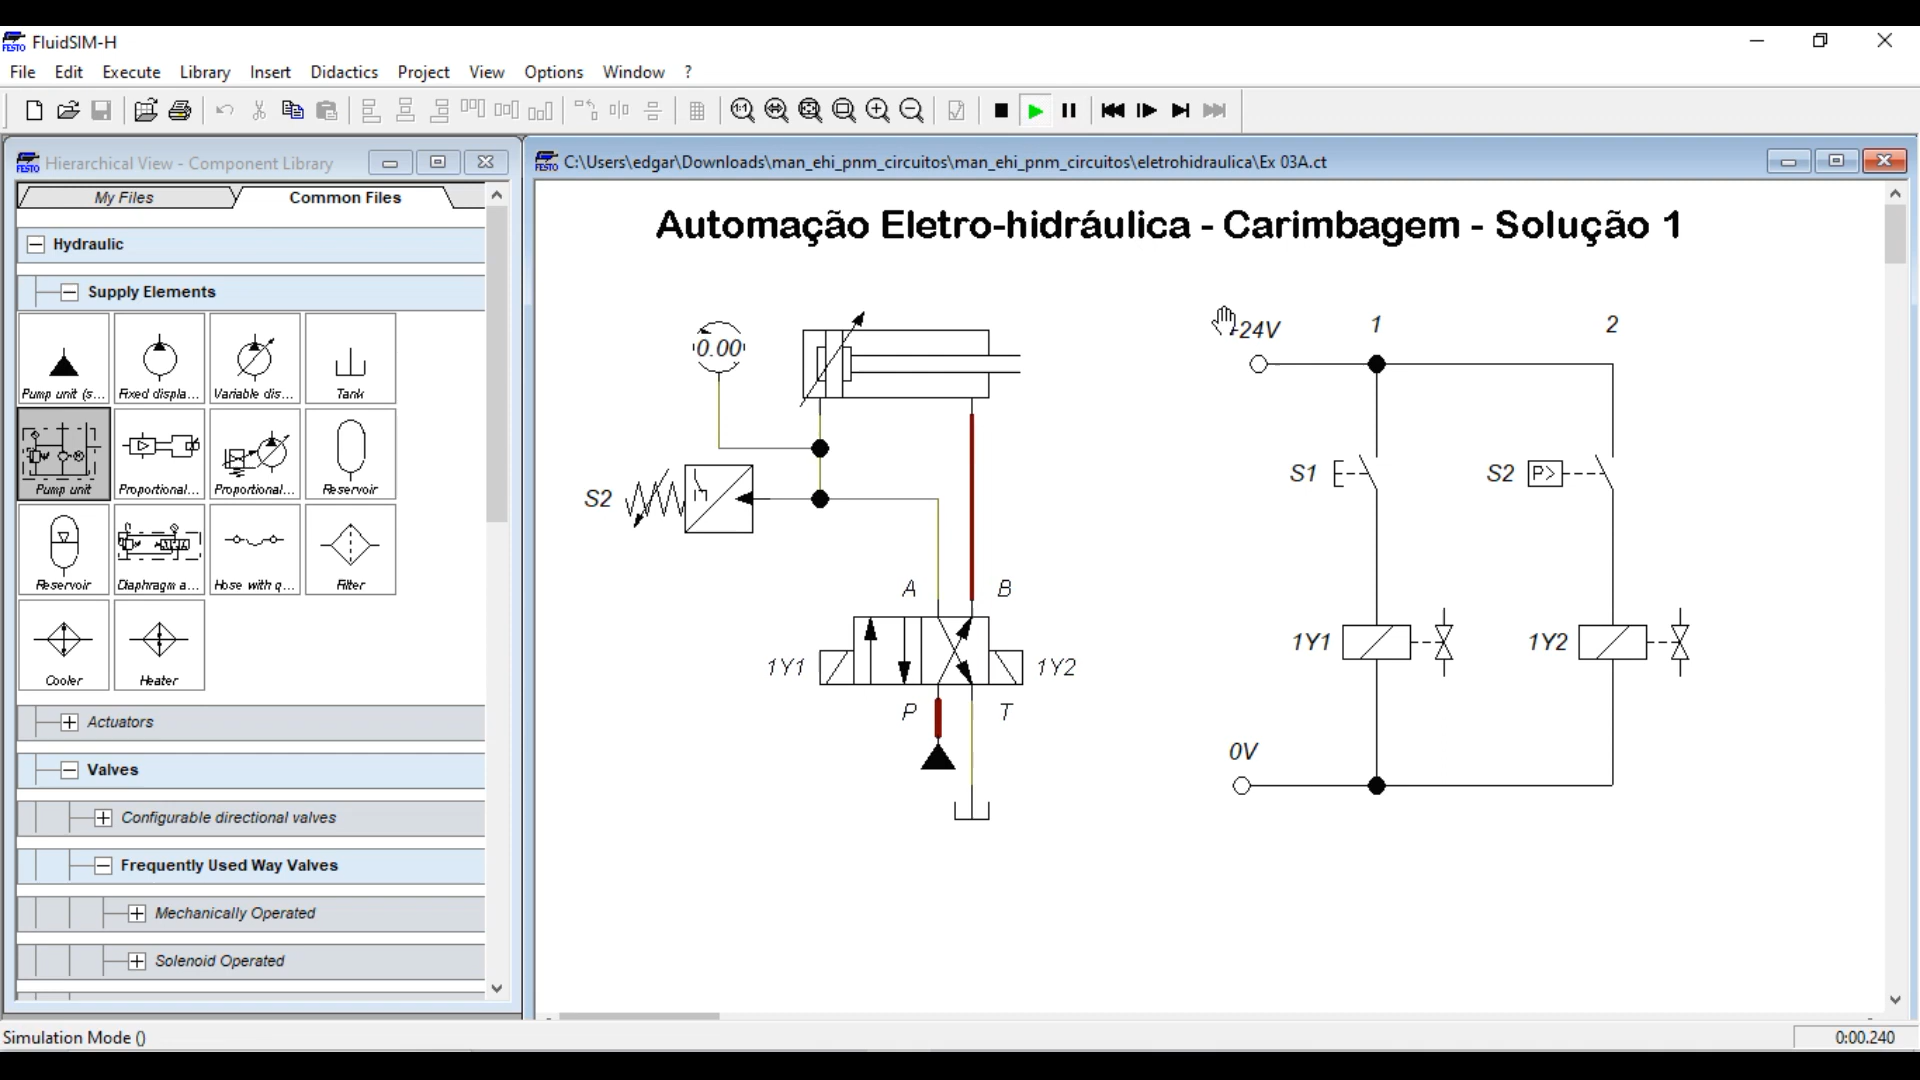 FluidSIM-H
File Edit Execute Library Insert Didactics Project View Options Window ?
Hierarchical View - Component Library
My Files Common Files
Hydraulic
Supply Elements
Pump unit (s... Fixed displa... Variable dis... Tank
Pump unit Proportional... Proportional... Reservoir
Reservoir Diaphragm a... Hose with q... Filter
Cooler Heater
Actuators
Valves
Configurable directional valves
Frequently Used Way Valves
Mechanically Operated
Solenoid Operated
C:\Users\edgar\Downloads\man_ehi_pnm_circuitos\man_ehi_pnm_circuitos\eletrohidraulica\Ex 03A.ct
Automação Eletro-hidráulica - Carimbagem - Solução 1
0.00
S2
A B
1Y1 1Y2
P T
24V 1 2
S1 S2 P>
1Y1 1Y2
0V
Simulation Mode ()
0:00.240